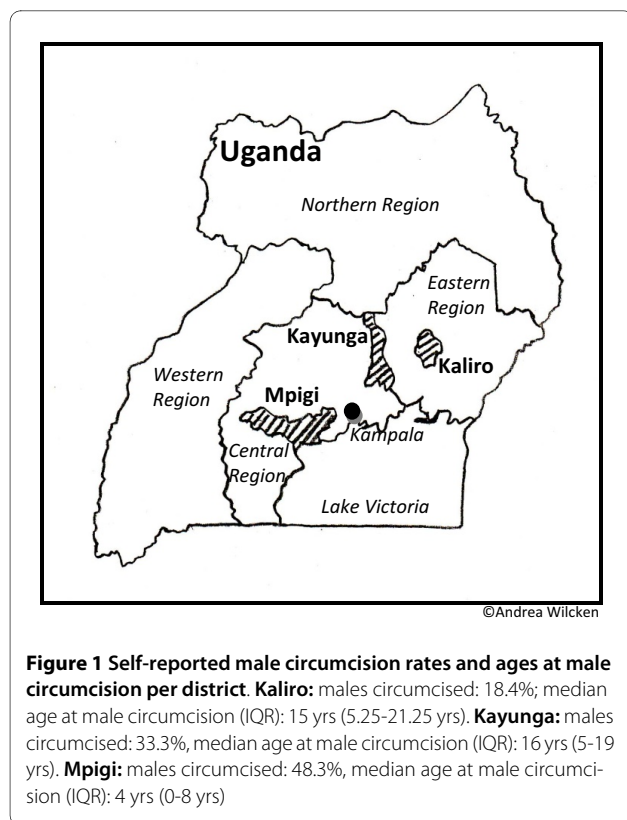 Uganda
Northern Region
Eastern
Region
Kayunga
Kaliro
Western
Region
Mpigi
Kampala
Central
Region
Lake Victoria
©Andrea Wilcken
Figure 1 Self-reported male circumcision rates and ages at male
circumcision per district. Kaliro: males circumcised: 18.4%; median
age at male circumcision (IQR): 15 yrs (5.25-21.25 yrs). Kayunga: males
circumcised: 33.3%, median age at male circumcision (IQR): 16 yrs (5-19
yrs). Mpigi: males circumcised: 48.3%, median age at male circumci-
sion (IQR): 4 yrs (0-8 yrs)